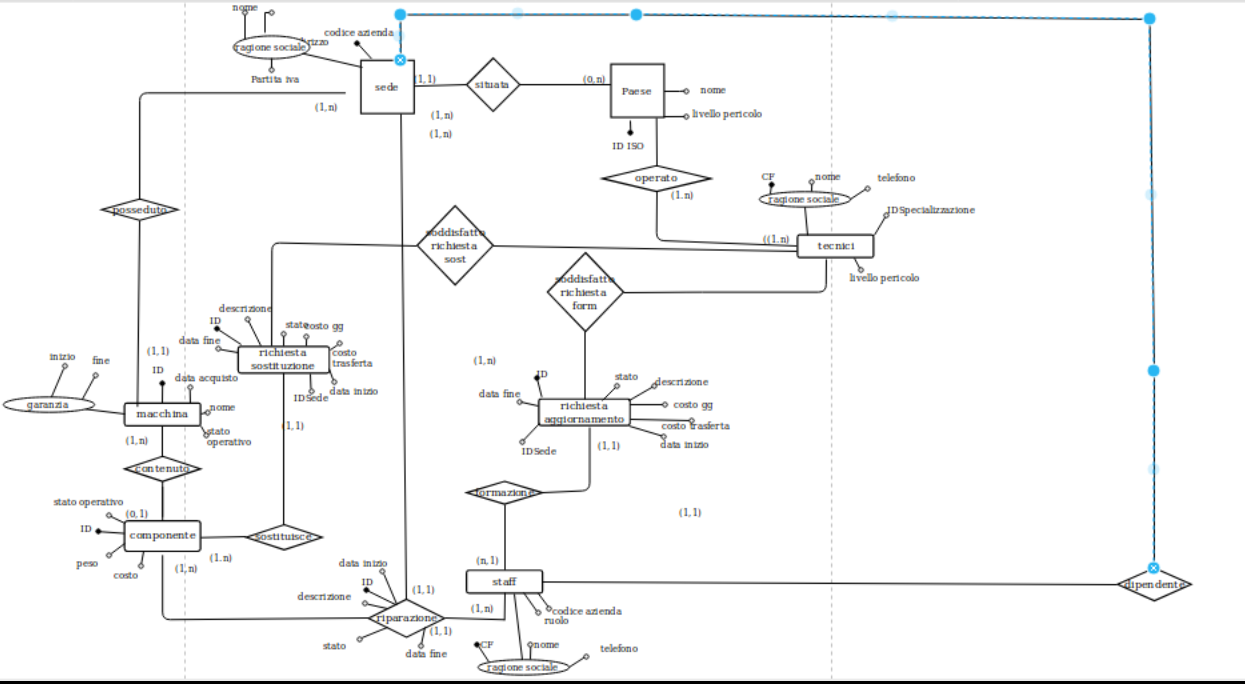 nome
ragione sociale
rizzo
codice azienda
Partita iva
sede
(1,1)
situata
(0,n)
Paese
nome
livello pericolo
ID ISO
(1,n)
(1,n)
(1,n)
operato
(1.n)
CF
nome
telefono
ragione sociale
IDSpecializzazione
((1,n)
tecnici
livello pericolo
posseduto
soddisfatto
richiesta
sost
soddisfatto
richiesta
form
descrizione
ID
stato
costo gg
data fine
richiesta
sostituzione
costo
trasferta
IDSede
data inizio
(1,1)
inizio
fine
ID
data acquisto
garanzia
macchina
nome
stato
operativo
(1,n)
(1,1)
(1,n)
ID
stato
descrizione
data fine
richiesta
aggiornamento
costo gg
costo trasferta
data inizio
IDSede
(1,1)
contenuto
formazione
(1,1)
stato operativo
(0,1)
ID
componente
sostituisce
peso
costo
(1,n)
(1.n)
(n,1)
staff
dipendente
data inizio
ID
descrizione
(1,1)
riparazione
(1,n)
(1,1)
stato
data fine
codice azienda
ruolo
CF
nome
telefono
ragione sociale